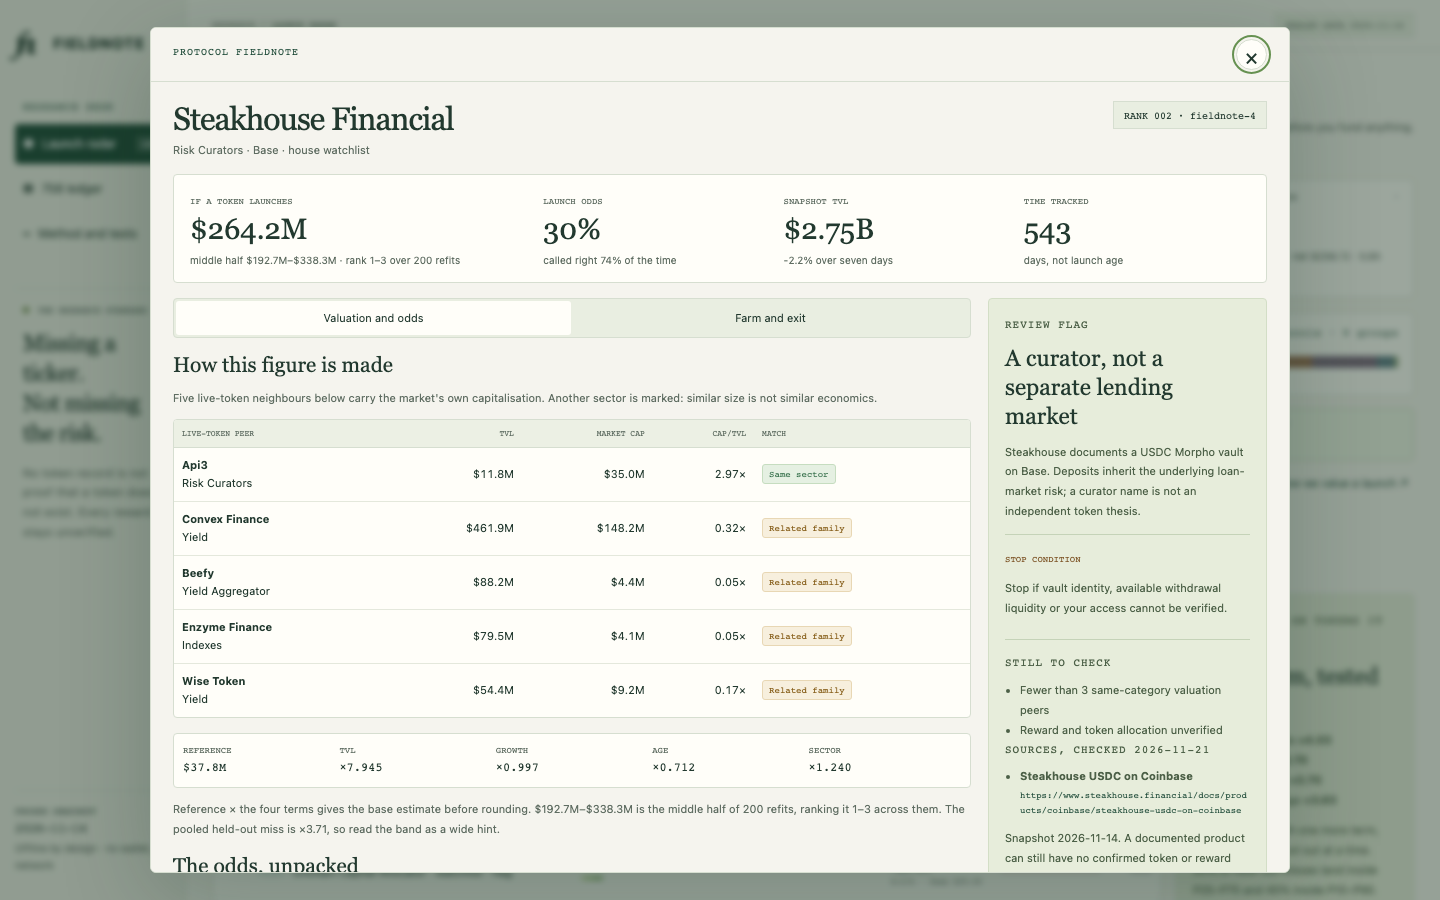 PROTOCOL FIELDNOTE
×
Steakhouse Financial
RANK 002 · fieldnote-4
Risk Curators · Base · house watchlist
IF A TOKEN LAUNCHES
$264.2M
middle half $192.7M–$338.3M · rank 1–3 over 200 refits
LAUNCH ODDS
30%
called right 74% of the time
SNAPSHOT TVL
$2.75B
-2.2% over seven days
TIME TRACKED
543
days, not launch age
Valuation and odds
Farm and exit
How this figure is made
Five live-token neighbours below carry the market's own capitalisation. Another sector is marked: similar size is not similar economics.
LIVE-TOKEN PEER TVL MARKET CAP CAP/TVL MATCH
Api3
Risk Curators
$11.8M $35.0M 2.97× Same sector
Convex Finance
Yield
$461.9M $148.2M 0.32× Related family
Beefy
Yield Aggregator
$88.2M $4.4M 0.05× Related family
Enzyme Finance
Indexes
$79.5M $4.1M 0.05× Related family
Wise Token
Yield
$54.4M $9.2M 0.17× Related family
REFERENCE
$37.8M
TVL
×7.945
GROWTH
×0.997
AGE
×0.712
SECTOR
×1.240
Reference × the four terms gives the base estimate before rounding. $192.7M–$338.3M is the middle half of 200 refits, ranking it 1–3 across them. The
pooled held-out miss is ×3.71, so read the band as a wide hint.
The odds, unpacked
REVIEW FLAG
A curator, not a
separate lending
market
Steakhouse documents a USDC Morpho vault
on Base. Deposits inherit the underlying loan-
market risk; a curator name is not an
independent token thesis.
STOP CONDITION
Stop if vault identity, available withdrawal
liquidity or your access cannot be verified.
STILL TO CHECK
• Fewer than 3 same-category valuation
peers
• Reward and token allocation unverified
SOURCES, CHECKED 2026-11-21
• Steakhouse USDC on Coinbase
https://www.steakhouse.financial/docs/prod
ucts/coinbase/steakhouse-usdc-on-coinbase
Snapshot 2026-11-14. A documented product
can still have no confirmed token or reward
FIELDNOTE
Launch radar
Method and tests
Missing a
ticker.
Not missing
the risk.